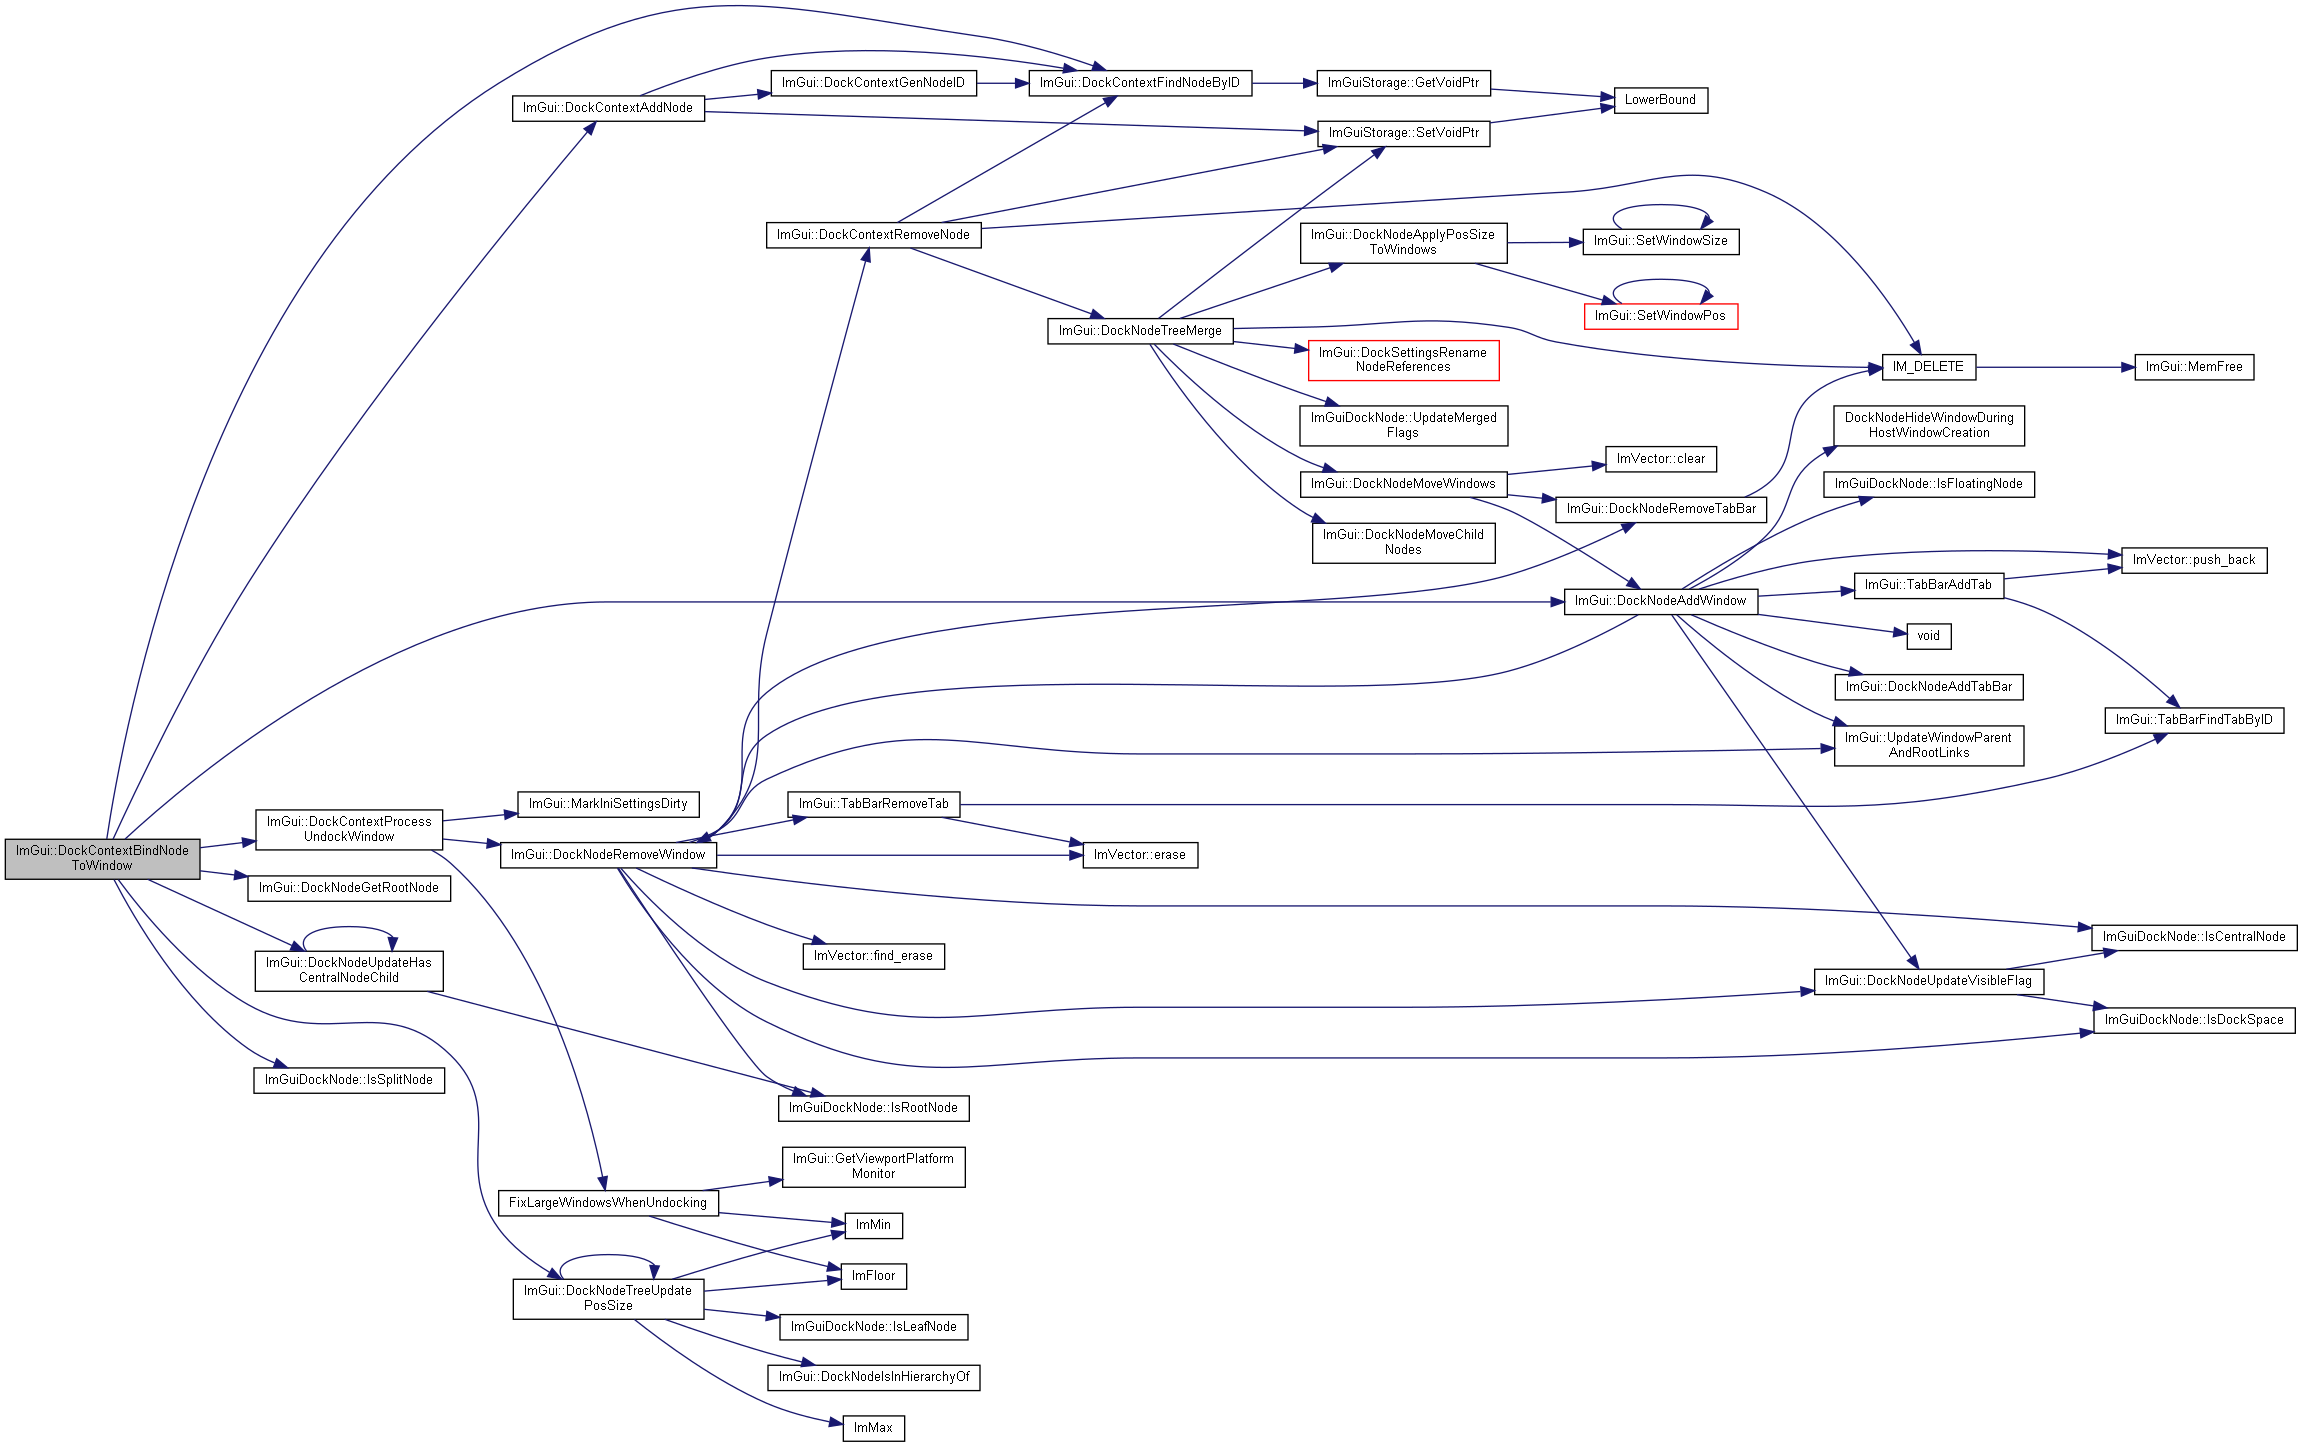 ImGui::DockContextBindNode
ToWindow
ImGui::DockContextAddNode
ImGui::DockContextGenNodeID
ImGui::DockContextFindNodeByID
ImGuiStorage::GetVoidPtr
LowerBound
ImGuiStorage::SetVoidPtr
ImGui::DockContextRemoveNode
ImGui::DockNodeApplyPosSize
ToWindows
ImGui::SetWindowSize
ImGui::SetWindowPos
ImGui::DockNodeTreeMerge
ImGui::DockSettingsRename
NodeReferences
IM_DELETE
ImGui::MemFree
ImGuiDockNode::UpdateMerged
Flags
DockNodeHideWindowDuring
HostWindowCreation
ImVector::clear
ImGui::DockNodeMoveWindows
ImGuiDockNode::IsFloatingNode
ImGui::DockNodeRemoveTabBar
ImGui::DockNodeMoveChild
Nodes
ImVector::push_back
ImGui::TabBarAddTab
ImGui::DockNodeAddWindow
void
ImGui::DockNodeAddTabBar
ImGui::TabBarFindTabByID
ImGui::UpdateWindowParent
AndRootLinks
ImGui::DockContextProcess
UndockWindow
ImGui::MarkIniSettingsDirty
ImGui::TabBarRemoveTab
ImGui::DockNodeRemoveWindow
ImVector::erase
ImGui::DockNodeGetRootNode
ImGui::DockNodeUpdateHas
CentralNodeChild
ImVector::find_erase
ImGuiDockNode::IsCentralNode
ImGui::DockNodeUpdateVisibleFlag
ImGuiDockNode::IsDockSpace
ImGuiDockNode::IsSplitNode
ImGuiDockNode::IsRootNode
ImGui::GetViewportPlatform
Monitor
FixLargeWindowsWhenUndocking
ImMin
ImFloor
ImGui::DockNodeTreeUpdate
PosSize
ImGuiDockNode::IsLeafNode
ImGui::DockNodeIsInHierarchyOf
ImMax